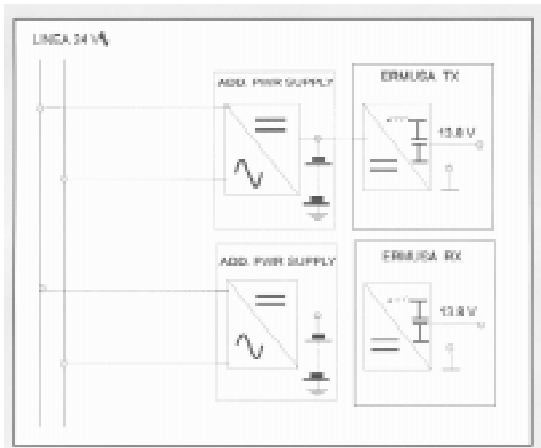 LINEA 24 V
ADD. PWR SUPPLY
ERMUSA TX
13.8 V
ADD. PWR SUPPLY
ERMUSA RX
13.8 V